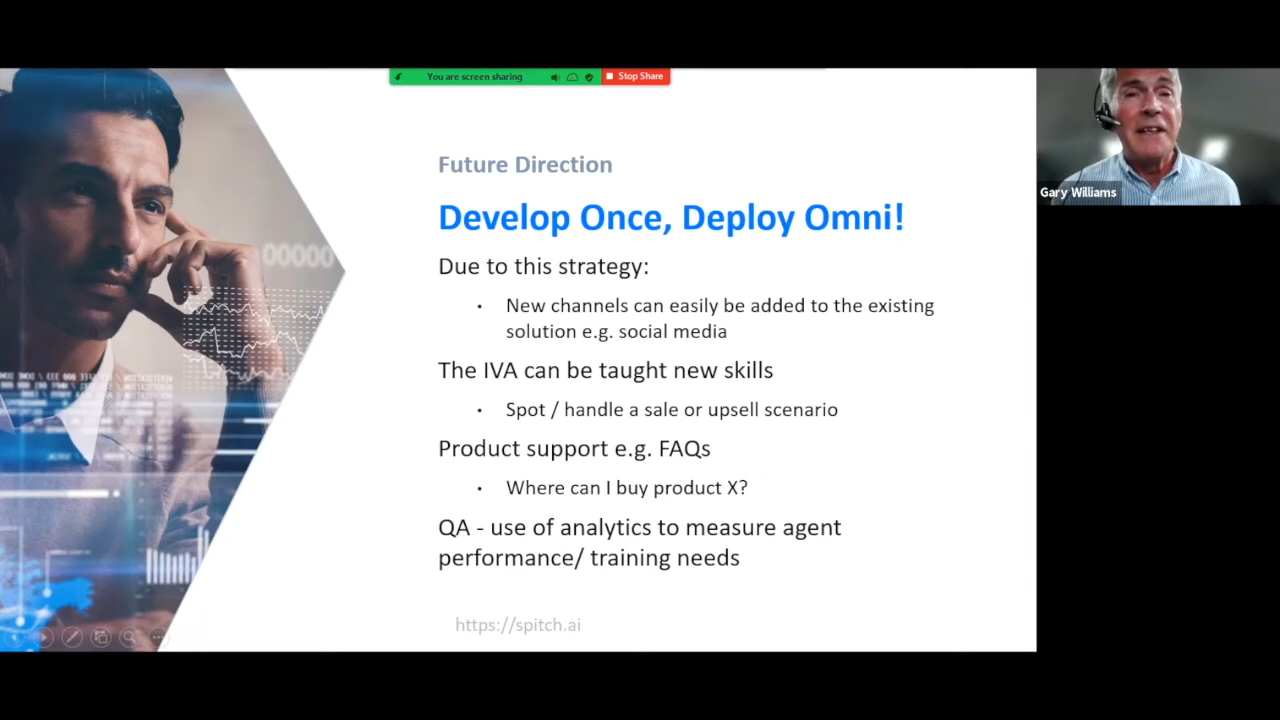 You are screen sharing
Stop Share
Gary Williams
Future Direction
Develop Once, Deploy Omni!
Due to this strategy:
· New channels can easily be added to the existing
solution e.g. social media
The IVA can be taught new skills
· Spot / handle a sale or upsell scenario
Product support e.g. FAQs
· Where can I buy product X?
QA - use of analytics to measure agent
performance/ training needs
https://spitch.ai
00000